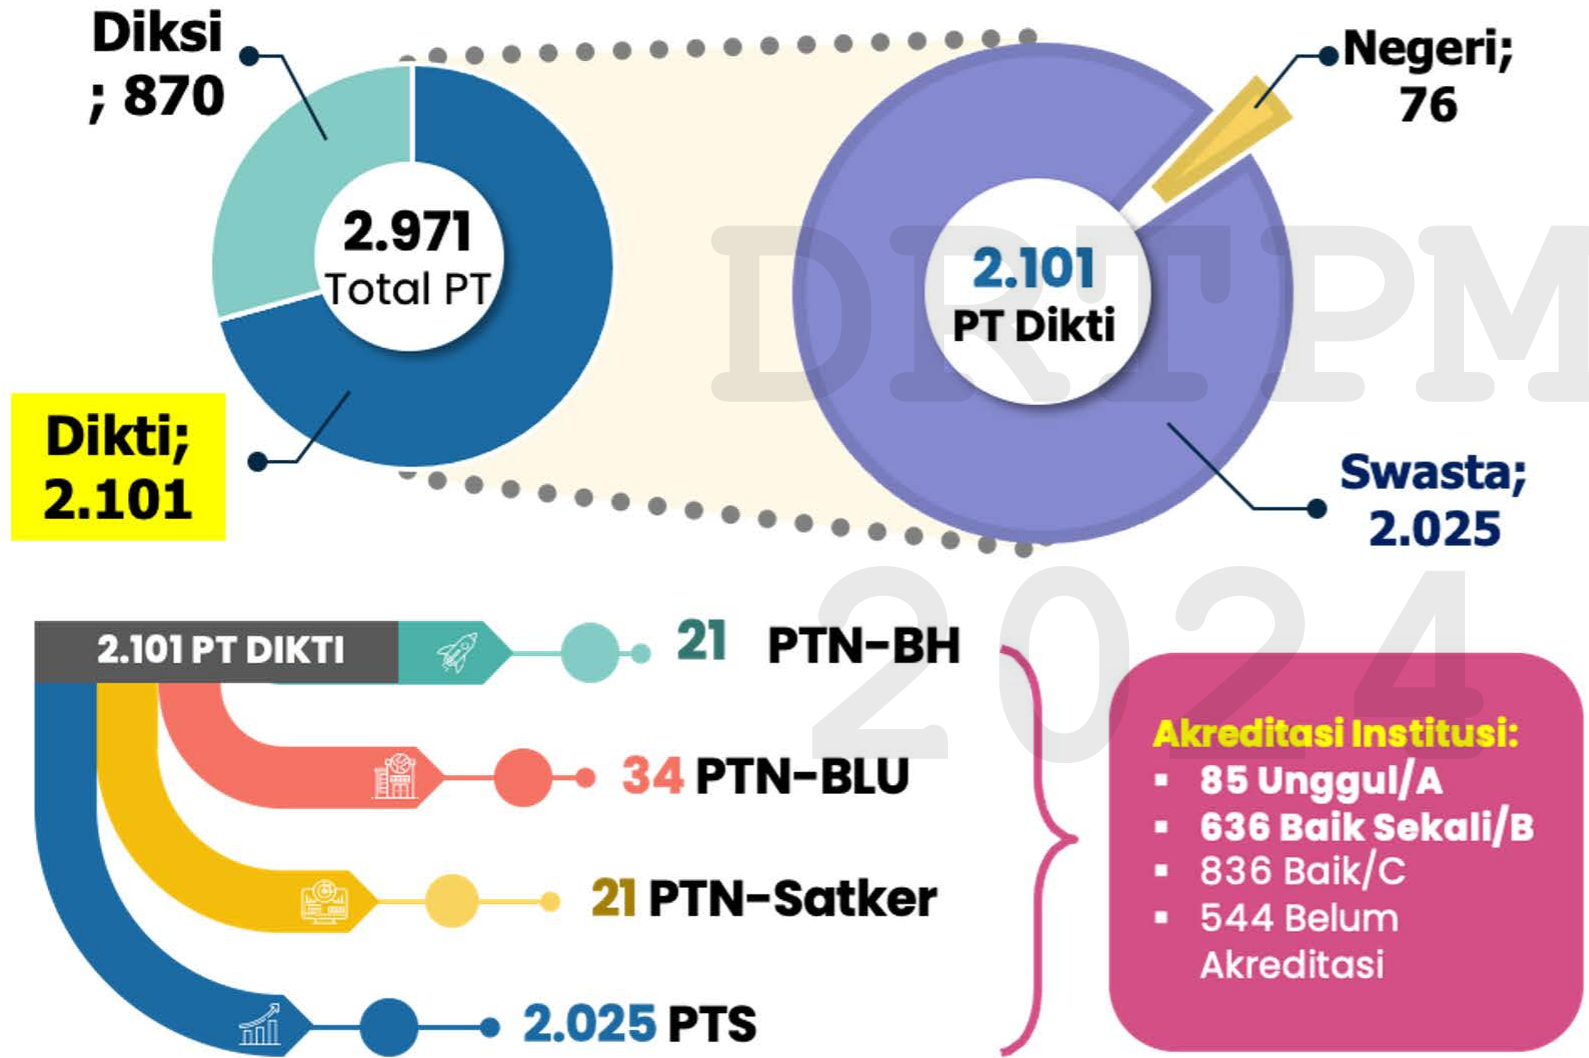 Diksi
; 870
Negeri;
76
2.971
Total PT
2.101
PT Dikti
DRTPM
Dikti;
2.101
Swasta;
2.025
2024
2.101 PT DIKTI
21 PTN-BH
34 PTN-BLU
21 PTN-Satker
2.025 PTS
Akreditasi Institusi:
▪ 85 Unggul/A
▪ 636 Baik Sekali/B
▪ 836 Baik/C
▪ 544 Belum
Akreditasi